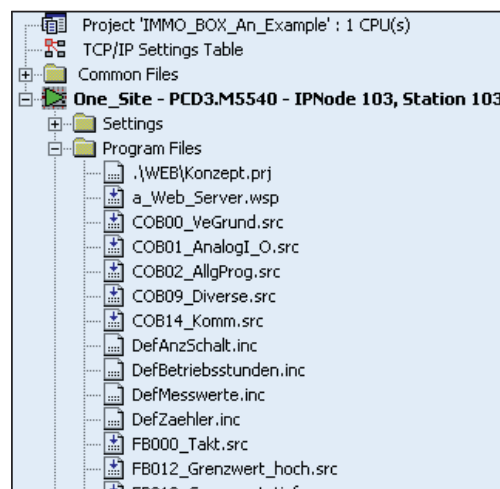 Project 'IMMO_BOX_An_Example' : 1 CPU(s)
TCP/IP Settings Table
Common Files
One_Site - PCD3.M5540 - IPNode 103, Station 103
Settings
Program Files
.\WEB\Konzept.prj
a_Web_Server.wsp
COB00_VeGrund.src
COB01_AnalogI_O.src
COB02_AllgProg.src
COB09_Diverse.src
COB14_Komm.src
DefAnzSchalt.inc
DefBetriebsstunden.inc
DefMesswerte.inc
DefZaehler.inc
FB000_Takt.src
FB012_Grenzwert_hoch.src